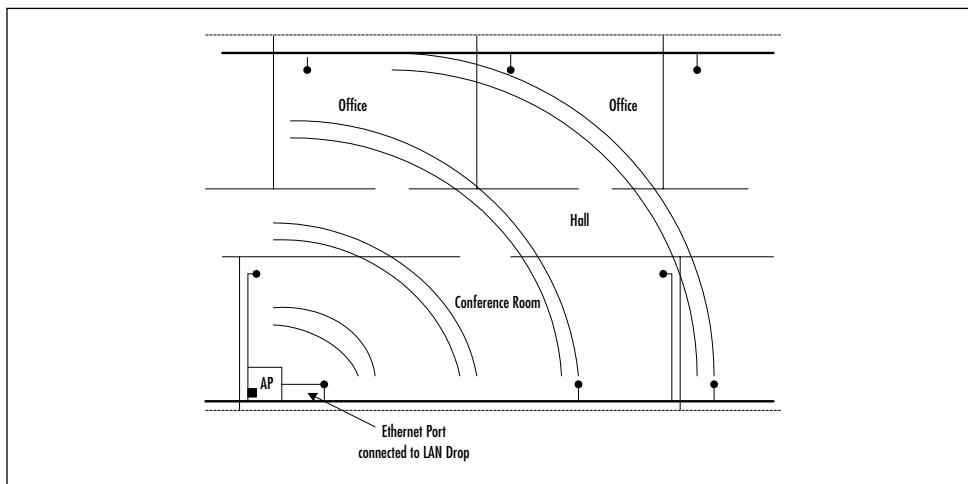 Office
Office
Hall
Conference Room
AP
Ethernet Port
connected to LAN Drop